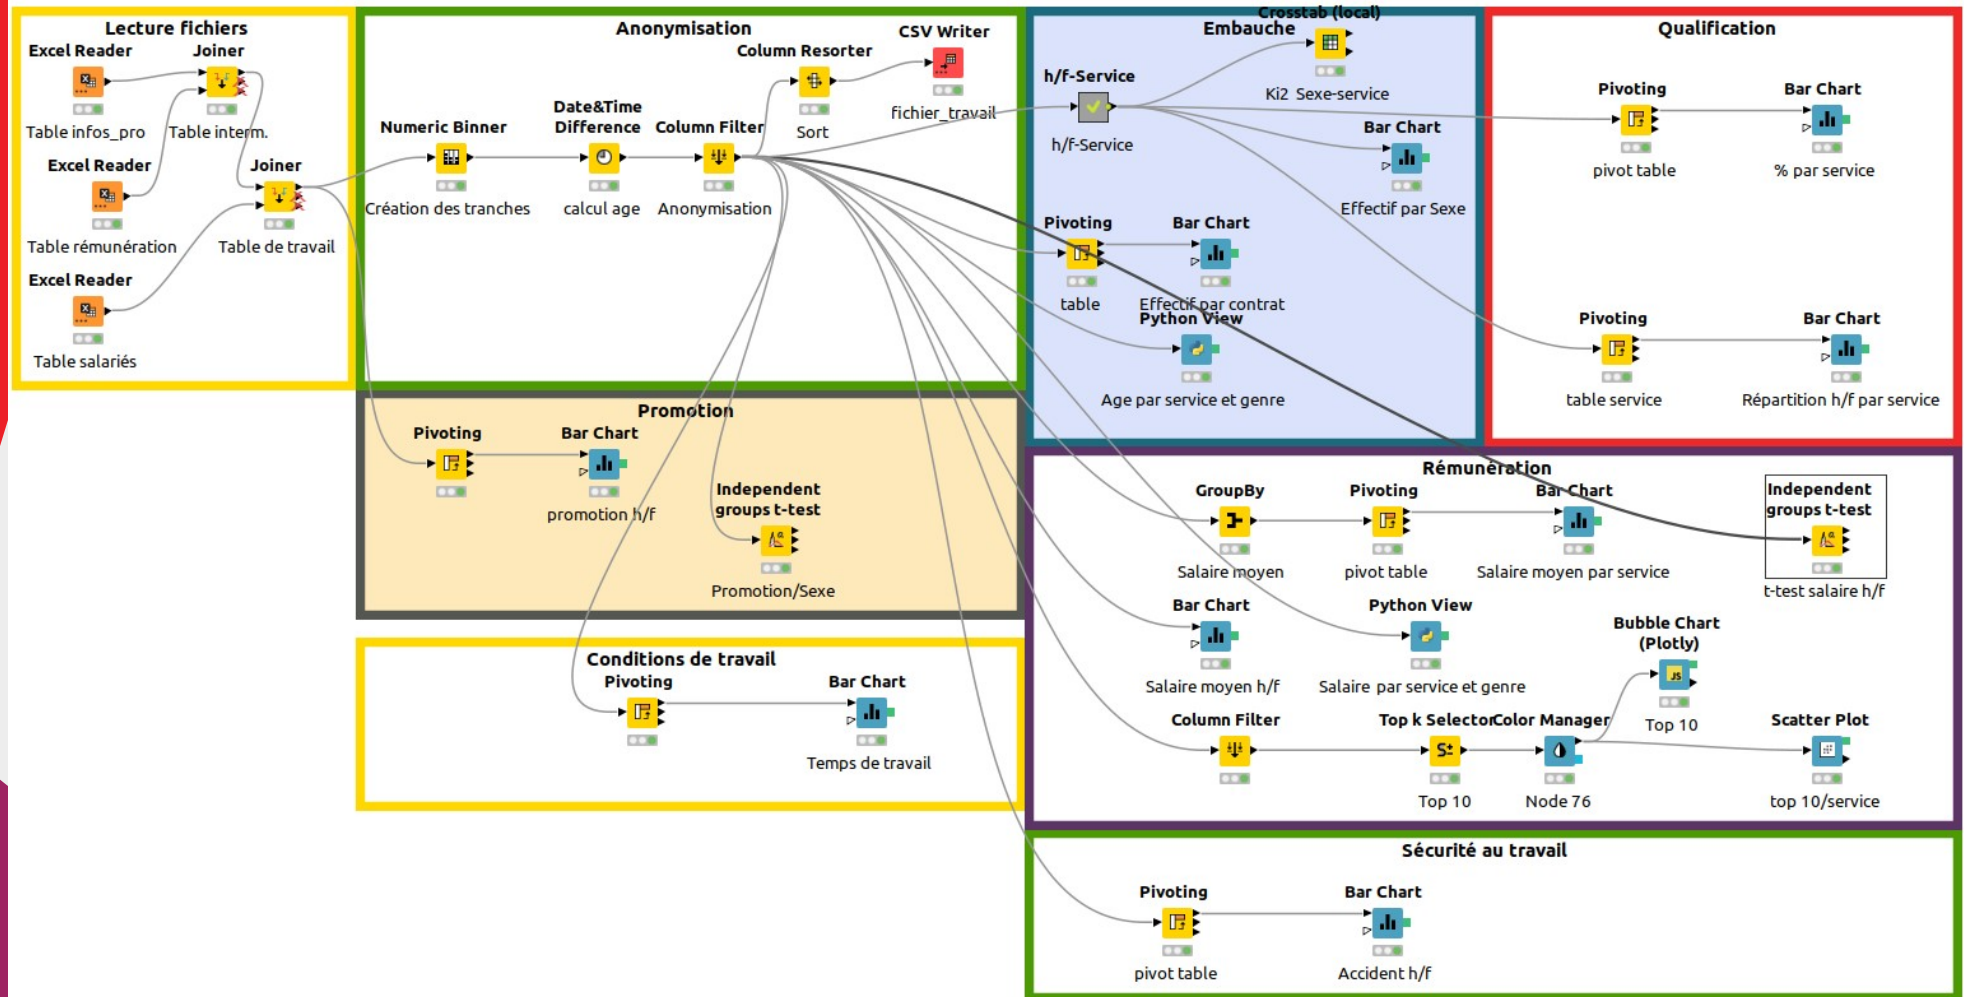 Lecture fichiers
Excel Reader
Joiner
Table infos_pro
Table interm.
Excel Reader
Joiner
Table rémunération
Table de travail
Excel Reader
Table salariés
Anonymisation
CSV Writer
Column Resorter
fichier_travail
Sort
Numeric Binner
Date&Time
Difference
Column Filter
Création des tranches
calcul age
Anonymisation
Crosstab (local)
Embauche
h/f-Service
Ki2 Sexe-service
h/f-Service
Bar Chart
Effectif par Sexe
Pivoting
Bar Chart
table
Effectif par contrat
Python View
Age par service et genre
Qualification
Pivoting
Bar Chart
pivot table
% par service
Pivoting
Bar Chart
table service
Répartition h/f par service
Promotion
Pivoting
Bar Chart
promotion h/f
Independent
groups t-test
Promotion/Sexe
Conditions de travail
Pivoting
Bar Chart
Temps de travail
Rémunération
GroupBy
Pivoting
Bar Chart
Independent
groups t-test
Salaire moyen
pivot table
Salaire moyen par service
t-test salaire h/f
Bar Chart
Python View
Bubble Chart
(Plotly)
JS
Salaire moyen h/f
Salaire par service et genre
Top 10
Column Filter
Top k Selector
Color Manager
Scatter Plot
S±
Top 10
Node 76
top 10/service
Sécurité au travail
Pivoting
Bar Chart
pivot table
Accident h/f